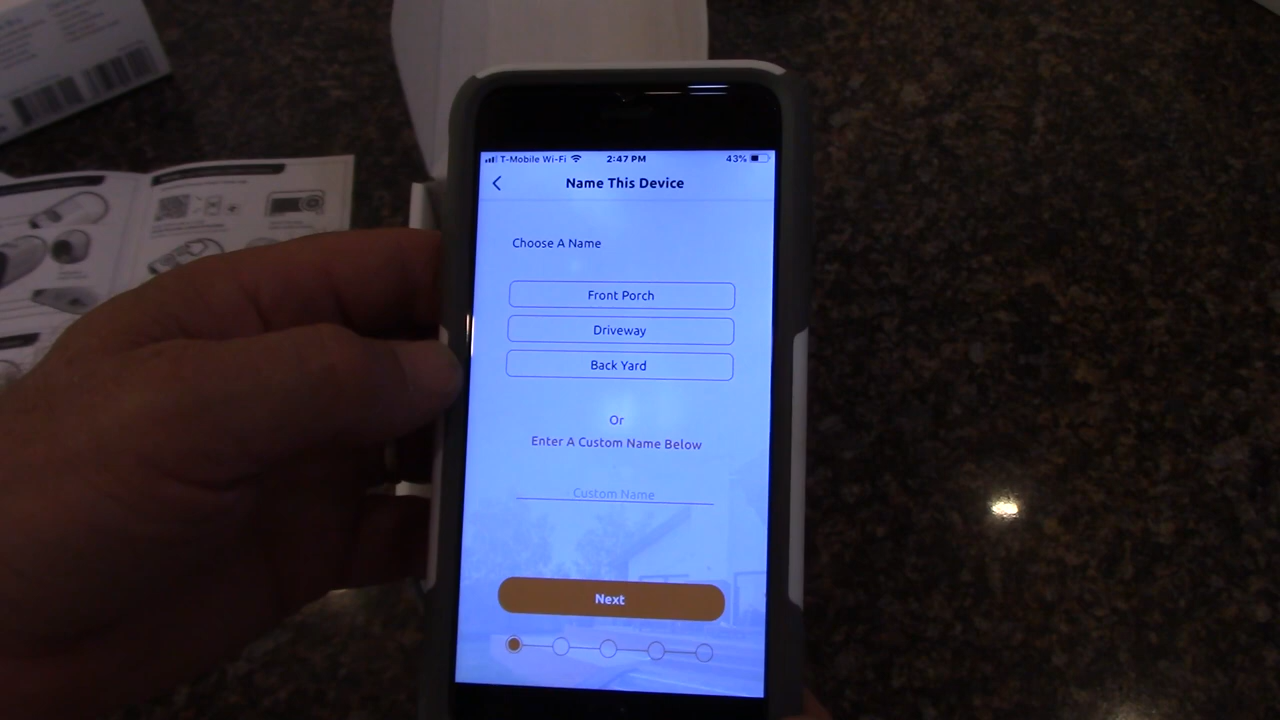 T-Mobile Wi-Fi 2:47 PM 43%
Name This Device
Choose A Name
Front Porch
Driveway
Back Yard
Or
Enter A Custom Name Below
Custom Name
Next